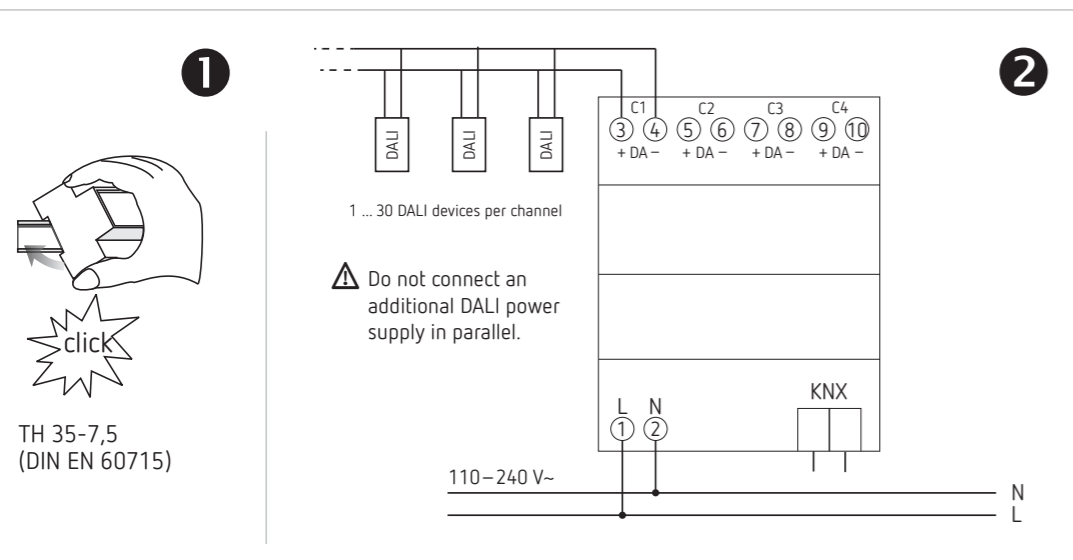 ❶
click
TH 35-7,5
(DIN EN 60715)
❷
DALI DALI DALI
1 ... 30 DALI devices per channel
⚠ Do not connect an
additional DALI power
supply in parallel.
C1 C2 C3 C4
③ ④ ⑤ ⑥ ⑦ ⑧ ⑨ ⑩
+ DA – + DA – + DA – + DA –
KNX
L N
① ②
110–240 V~
N
L